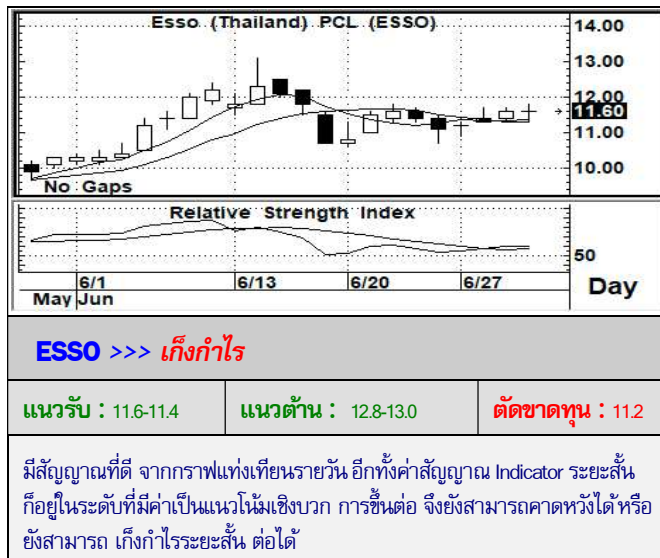 Esso (Thailand) PCL (ESSO)
14.00
13.00
12.00
11.60
11.00
10.00
No Gaps
Relative Strength Index
50
6/1 6/13 6/20 6/27
May Jun
Day
ESSO >>> เก็งกำไร
แนวรับ : 11.6-11.4 แนวต้าน : 12.8-13.0 ตัดขาดทุน : 11.2
มีสัญญาณที่ดี จากกราฟแท่งเทียนรายวัน อีกทั้งค่าสัญญาณ Indicator ระยะสั้น
ก็อยู่ในระดับที่มีค่าเป็นแนวโน้มเชิงบวก การขึ้นต่อ จึงยังสามารถคาดหวังได้หรือ
ยังสามารถ เก็งกำไรระยะสั้น ต่อได้